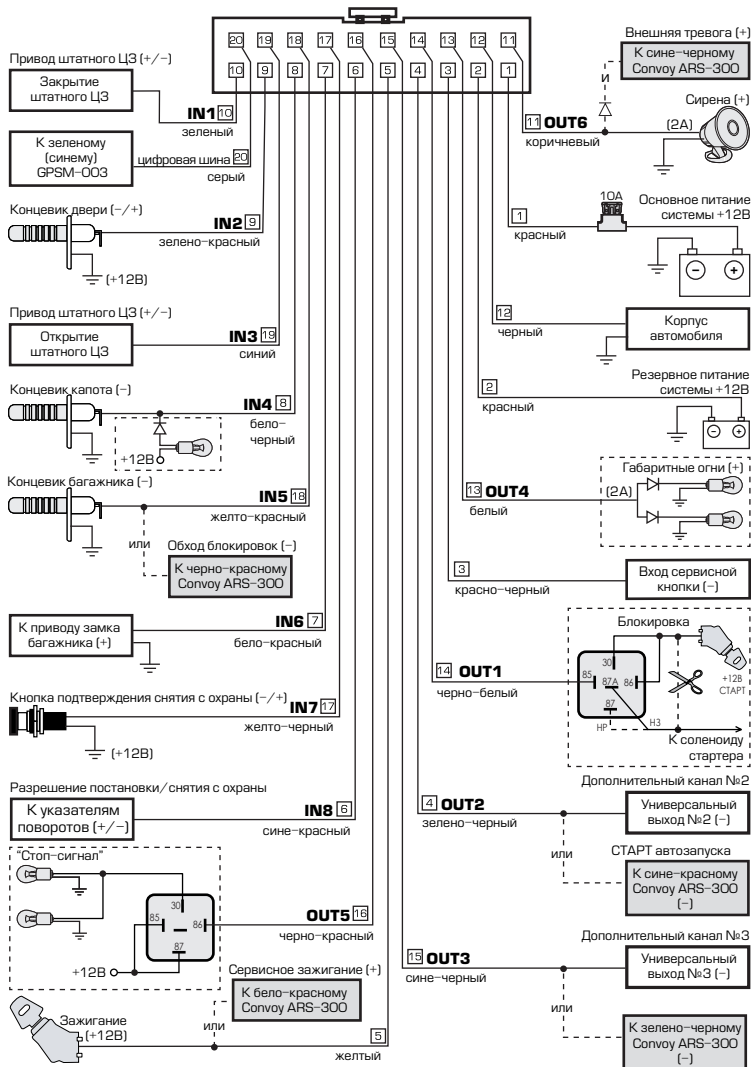 20 19 18 17 16 15 14 13 12 11
10 9 8 7 6 5 4 3 2 1
Привод штатного ЦЗ (+/-)
Закрытие
штатного ЦЗ
IN1 10
зеленый
К зеленому
(синему)
GPSM-003
цифровая шина 20
серый
Концевик двери (-/+)
IN2 9
зелено-красный
(+12В)
Привод штатного ЦЗ (+/-)
Открытие
штатного ЦЗ
IN3 19
синий
Концевик капота (-)
IN4 8
бело-
черный
+12В
Концевик багажника (-)
IN5 18
желто-красный
или
Обход блокировок (-)
К черно-красному
Convoy ARS-300
К приводу замка
багажника (+)
IN6 7
бело-красный
Кнопка подтверждения снятия с охраны (-/+)
IN7 17
желто-черный
(+12В)
Разрешение постановки/снятия с охраны
К указателям
поворотов (+/-)
IN8 6
сине-красный
"Стоп-сигнал"
30
85
86
87
+12В
OUT5 16
черно-красный
Сервисное зажигание (+)
К бело-красному
Convoy ARS-300
или
Зажигание
(+12В)
5
желтый
Внешняя тревога (+)
К сине-черному
Convoy ARS-300
и
Сирена (+)
11 OUT6
(2А)
коричневый
10А
Основное питание
системы +12В
1
красный
12
черный
Корпус
автомобиля
Резервное питание
системы +12В
2
красный
13 OUT4
белый
Габаритные огни (+)
(2А)
3
красно-черный
Вход сервисной
кнопки (-)
Блокировка
14 OUT1
черно-белый
30
85
87А
86
87
НР
НЗ
+12В
СТАРТ
К соленоиду
стартера
Дополнительный канал №2
4 OUT2
зелено-черный
Универсальный
выход №2 (-)
или
СТАРТ автозапуска
К сине-красному
Convoy ARS-300
(-)
Дополнительный канал №3
15 OUT3
сине-черный
Универсальный
выход №3 (-)
или
К зелено-черному
Convoy ARS-300
(-)